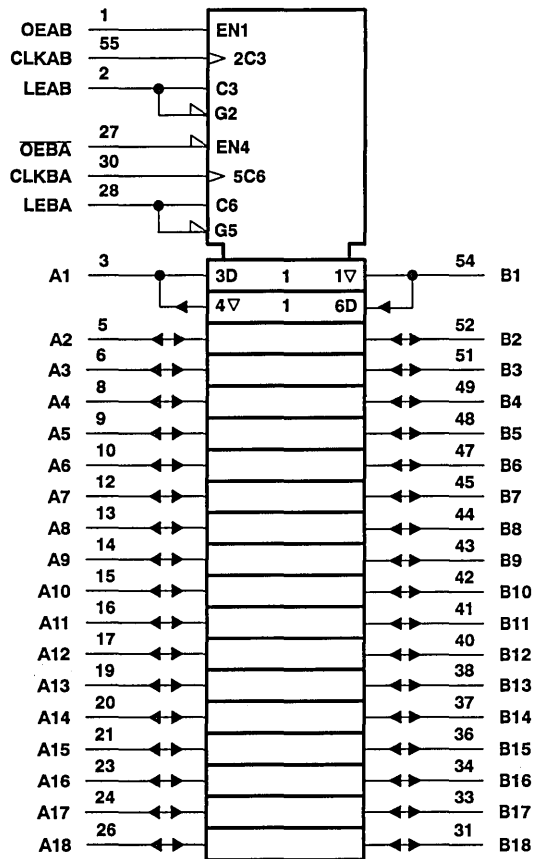 OEAB 1 EN1
CLKAB 55 2C3
LEAB 2 C3
G2
OEBA 27 EN4
CLKBA 30 5C6
LEBA 28 C6
G5
A1 3 3D 1 1▽ 54 B1
4▽ 1 6D
A2 5 52 B2
A3 6 51 B3
A4 8 49 B4
A5 9 48 B5
A6 10 47 B6
A7 12 45 B7
A8 13 44 B8
A9 14 43 B9
A10 15 42 B10
A11 16 41 B11
A12 17 40 B12
A13 19 38 B13
A14 20 37 B14
A15 21 36 B15
A16 23 34 B16
A17 24 33 B17
A18 26 31 B18